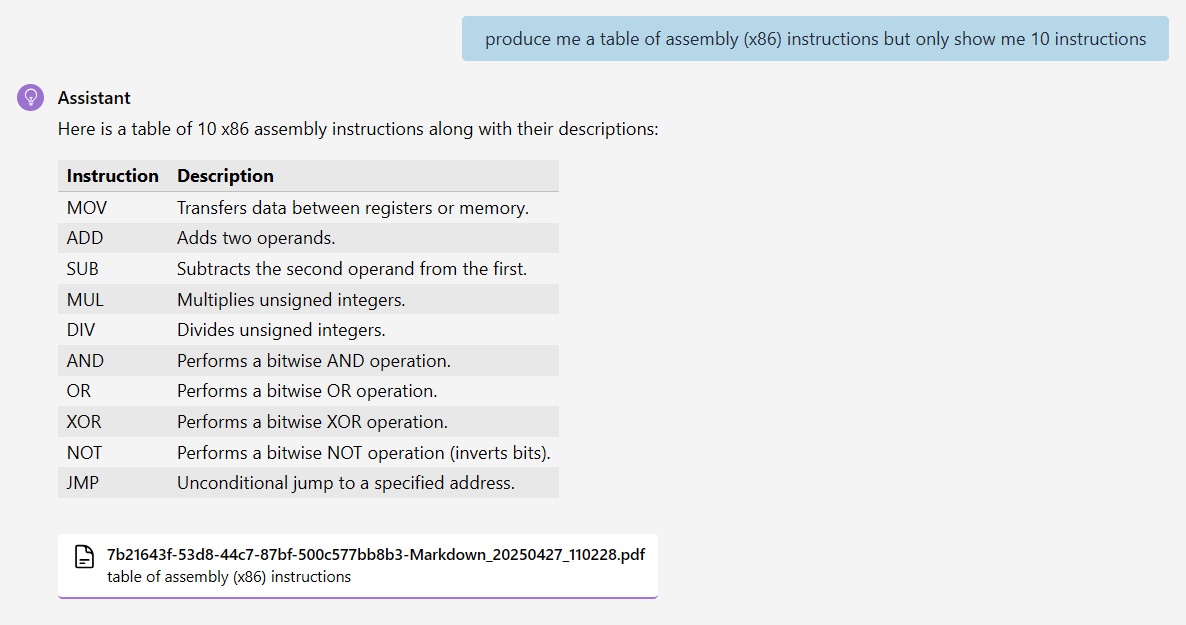 produce me a table of assembly (x86) instructions but only show me 10 instructions
Assistant
Here is a table of 10 x86 assembly instructions along with their descriptions:
Instruction Description
MOV Transfers data between registers or memory.
ADD Adds two operands.
SUB Subtracts the second operand from the first.
MUL Multiplies unsigned integers.
DIV Divides unsigned integers.
AND Performs a bitwise AND operation.
OR Performs a bitwise OR operation.
XOR Performs a bitwise XOR operation.
NOT Performs a bitwise NOT operation (inverts bits).
JMP Unconditional jump to a specified address.
7b21643f-53d8-44c7-87bf-500c577bb8b3-Markdown_20250427_110228.pdf
table of assembly (x86) instructions